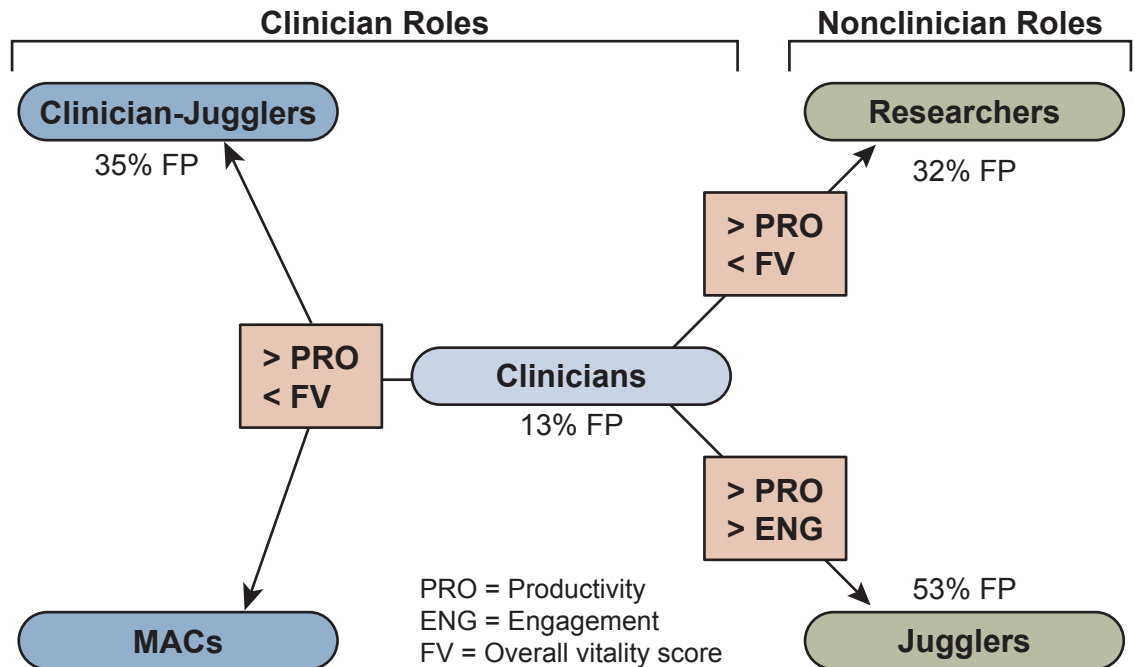 Clinician Roles
Nonclinician Roles
Clinician-Jugglers
35% FP
Researchers
32% FP
> PRO
< FV
> PRO
< FV
Clinicians
13% FP
> PRO
> ENG
PRO = Productivity
ENG = Engagement
FV = Overall vitality score
53% FP
MACs
Jugglers